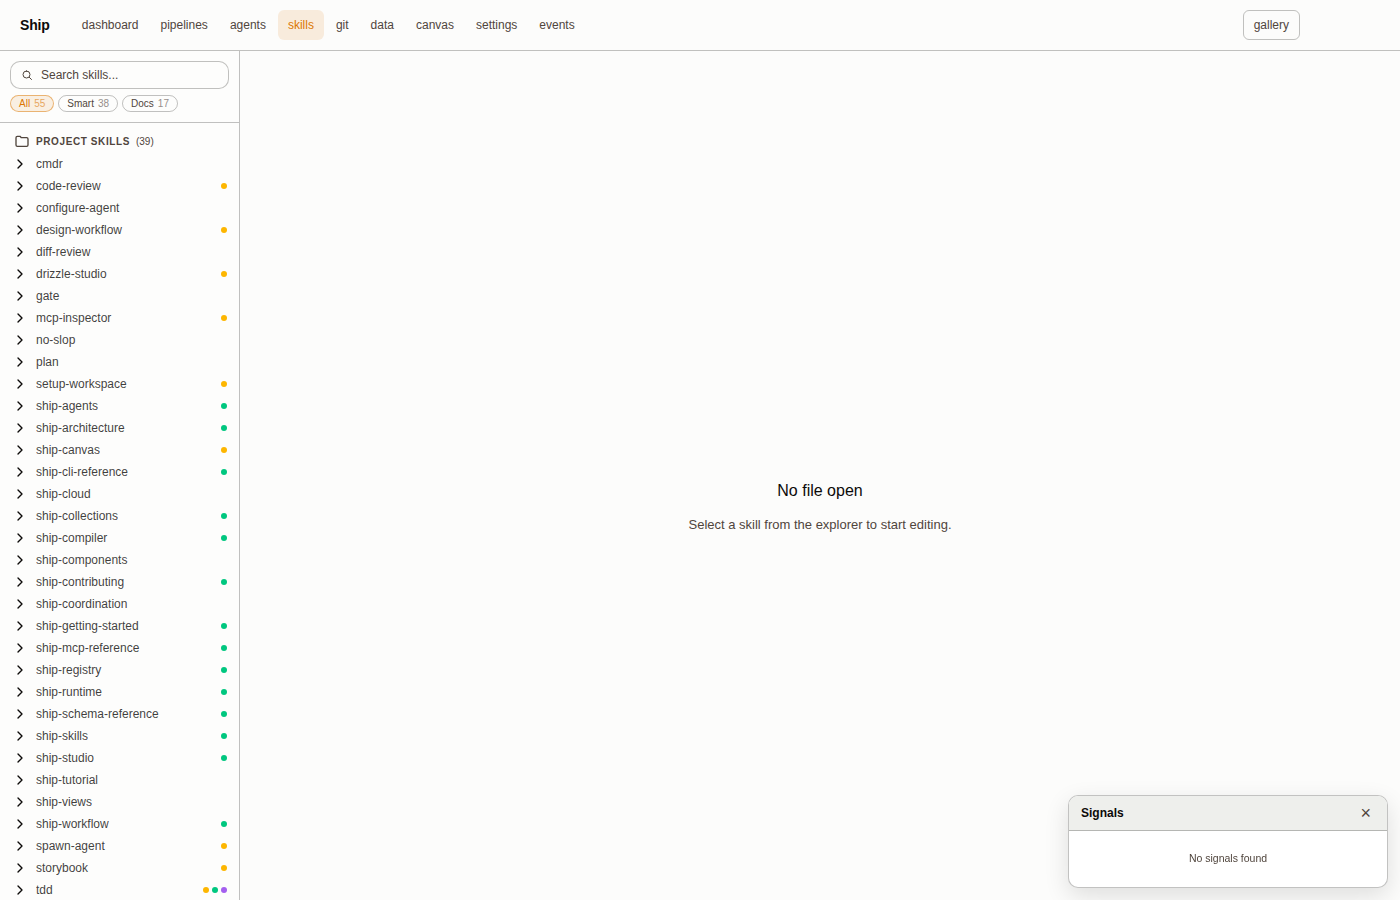 Ship
dashboard
pipelines
agents
skills
git
data
canvas
settings
events
gallery
Search skills...
All 55
Smart 38
Docs 17
PROJECT SKILLS (39)
cmdr
code-review
configure-agent
design-workflow
diff-review
drizzle-studio
gate
mcp-inspector
no-slop
plan
setup-workspace
ship-agents
ship-architecture
ship-canvas
ship-cli-reference
ship-cloud
ship-collections
ship-compiler
ship-components
ship-contributing
ship-coordination
ship-getting-started
ship-mcp-reference
ship-registry
ship-runtime
ship-schema-reference
ship-skills
ship-studio
ship-tutorial
ship-views
ship-workflow
spawn-agent
storybook
tdd
No file open
Select a skill from the explorer to start editing.
Signals
No signals found